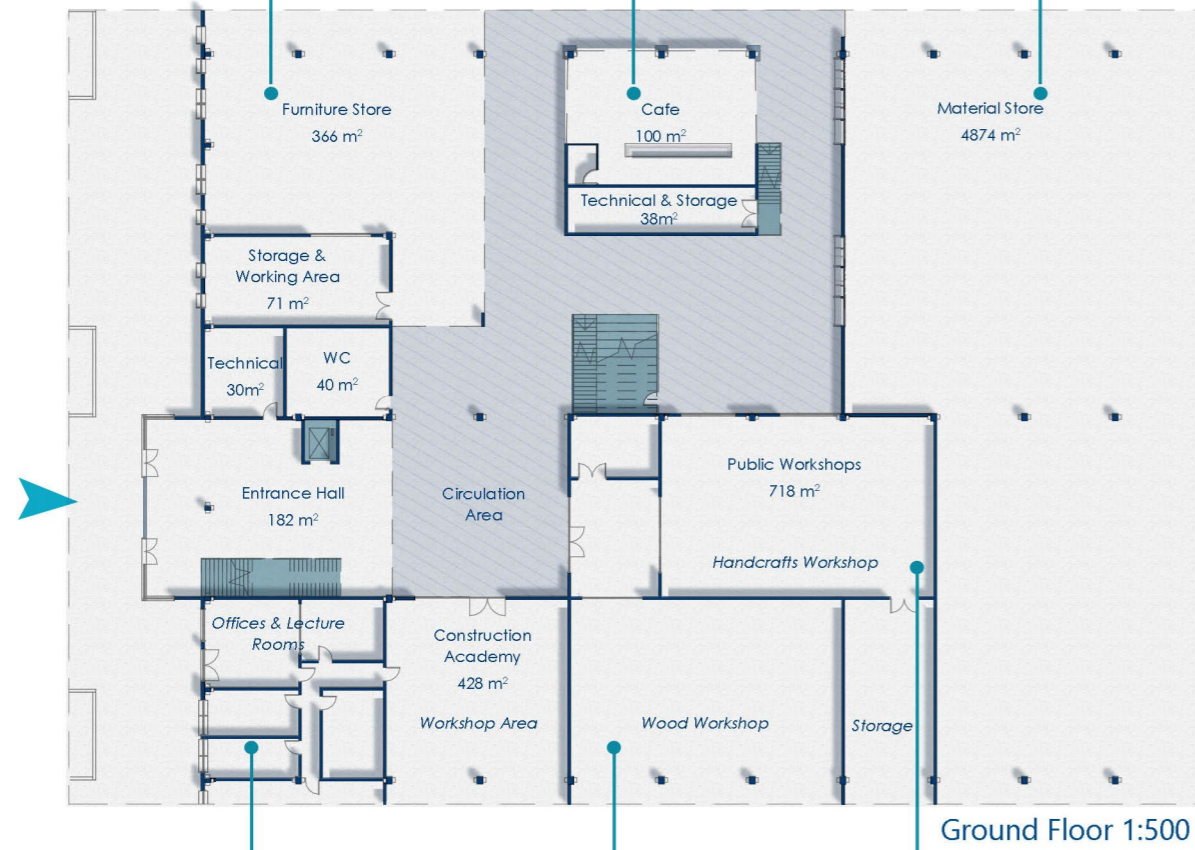 Furniture Store
366 m²
Cafe
100 m²
Material Store
4874 m²
Technical & Storage
38m²
Storage &
Working Area
71 m²
Technical
30m²
WC
40 m²
Entrance Hall
182 m²
Circulation
Area
Public Workshops
718 m²
Handcrafts Workshop
Offices & Lecture
Rooms
Construction
Academy
428 m²
Workshop Area
Wood Workshop
Storage
Ground Floor 1:500